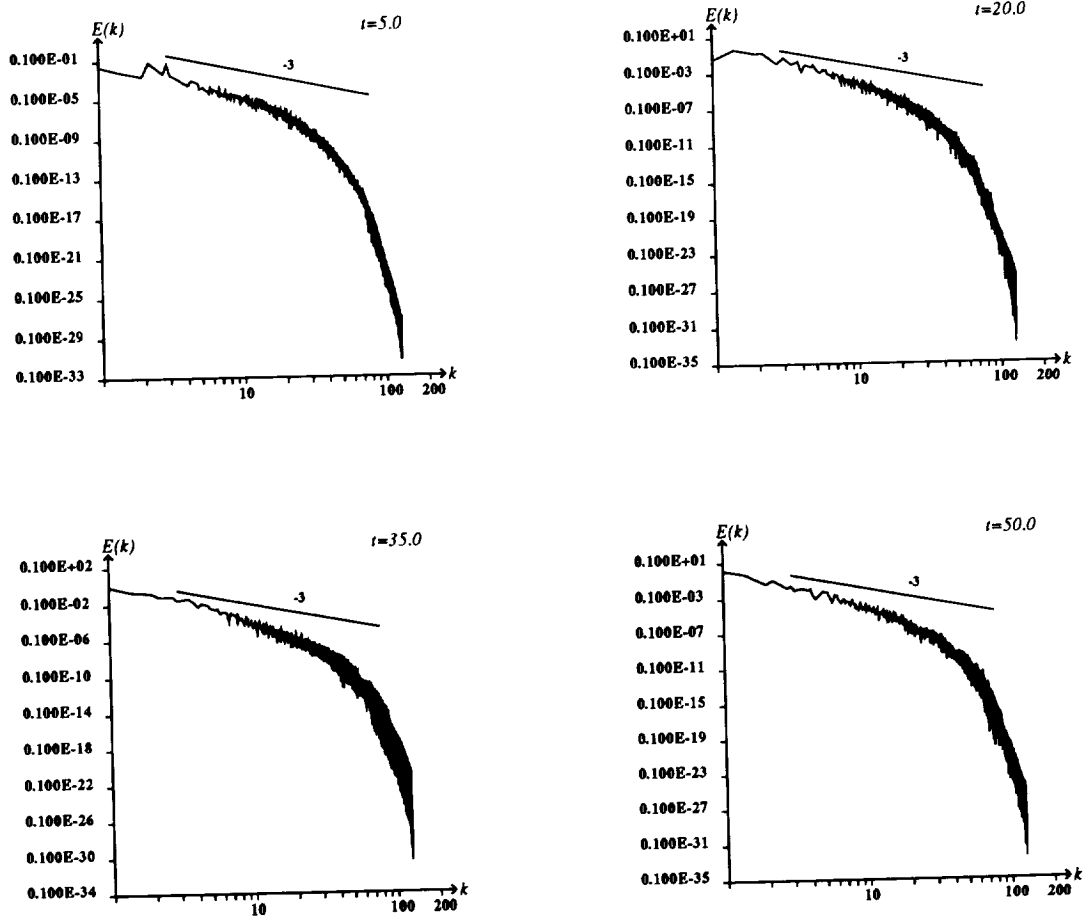 E(k)
t=5.0
0.100E-01
-3
0.100E-05
0.100E-09
0.100E-13
0.100E-17
0.100E-21
0.100E-25
0.100E-29
0.100E-33
k
10
100
200
E(k)
t=20.0
0.100E+01
-3
0.100E-03
0.100E-07
0.100E-11
0.100E-15
0.100E-19
0.100E-23
0.100E-27
0.100E-31
0.100E-35
k
10
100
200
E(k)
t=35.0
0.100E+02
-3
0.100E-02
0.100E-06
0.100E-10
0.100E-14
0.100E-18
0.100E-22
0.100E-26
0.100E-30
0.100E-34
k
10
100
200
E(k)
t=50.0
0.100E+01
-3
0.100E-03
0.100E-07
0.100E-11
0.100E-15
0.100E-19
0.100E-23
0.100E-27
0.100E-31
0.100E-35
k
10
100
200